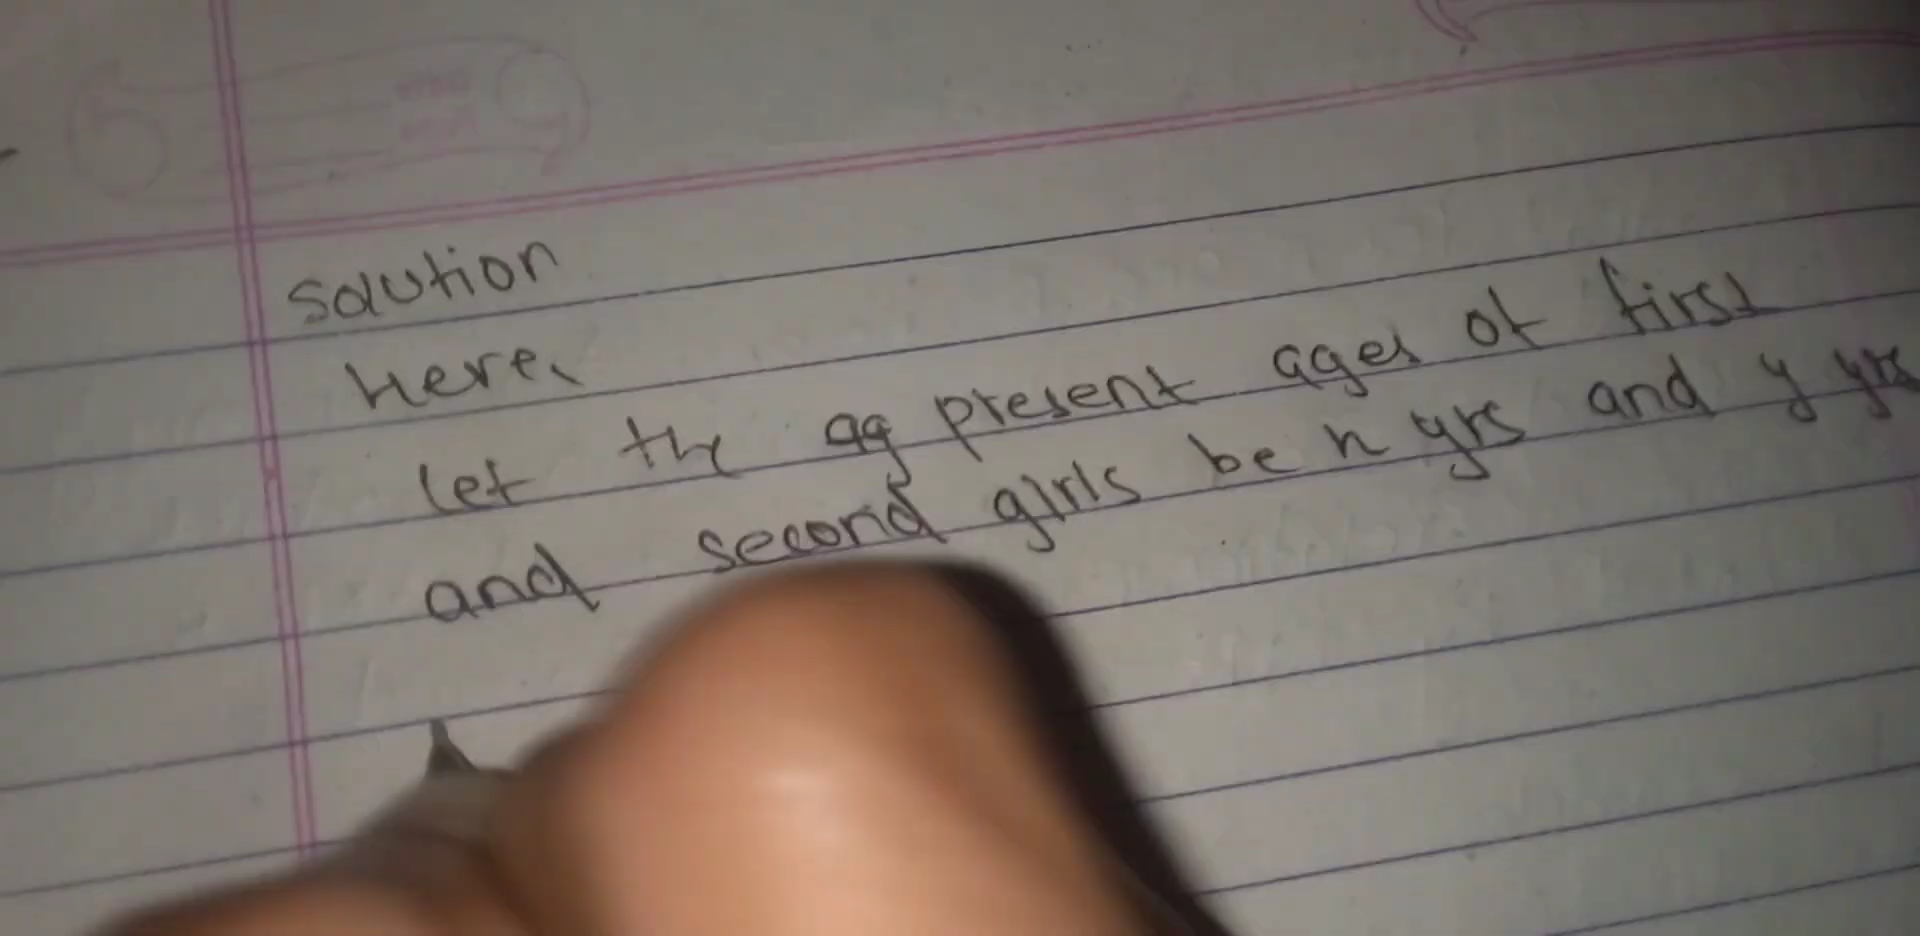 Solution
here,
Let the ag present ages of first
and second girls be x yrs and y yrs